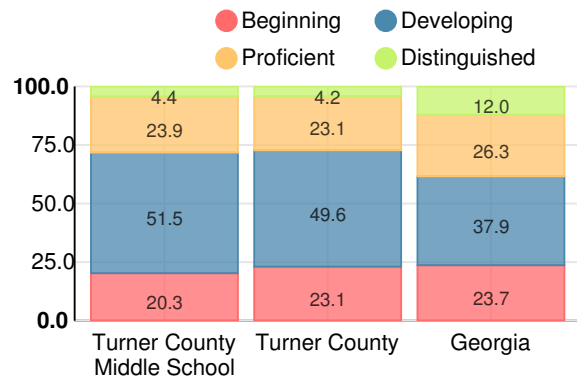 Beginning Developing
Proficient Distinguished
100.0
4.4 4.2 12.0
23.9 23.1 26.3
75.0
51.5 49.6 37.9
50.0
25.0
20.3 23.1 23.7
0.0
Turner County Turner County Georgia
Middle School